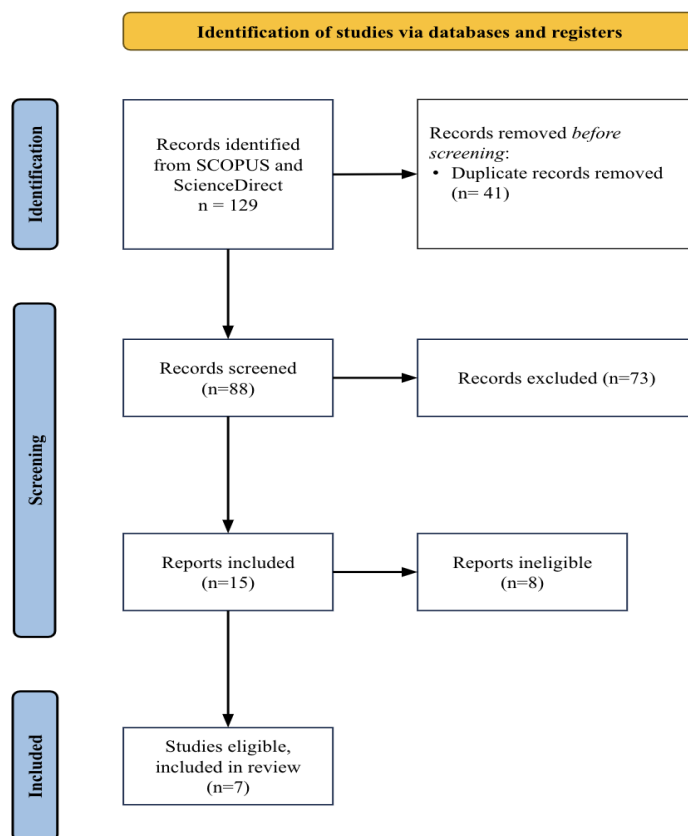 Identification of studies via databases and registers
Identification
Records identified
from SCOPUS and
ScienceDirect
n = 129
Records removed before
screening:
• Duplicate records removed
(n= 41)
Screening
Records screened
(n=88)
Records excluded (n=73)
Reports included
(n=15)
Reports ineligible
(n=8)
Included
Studies eligible,
included in review
(n=7)